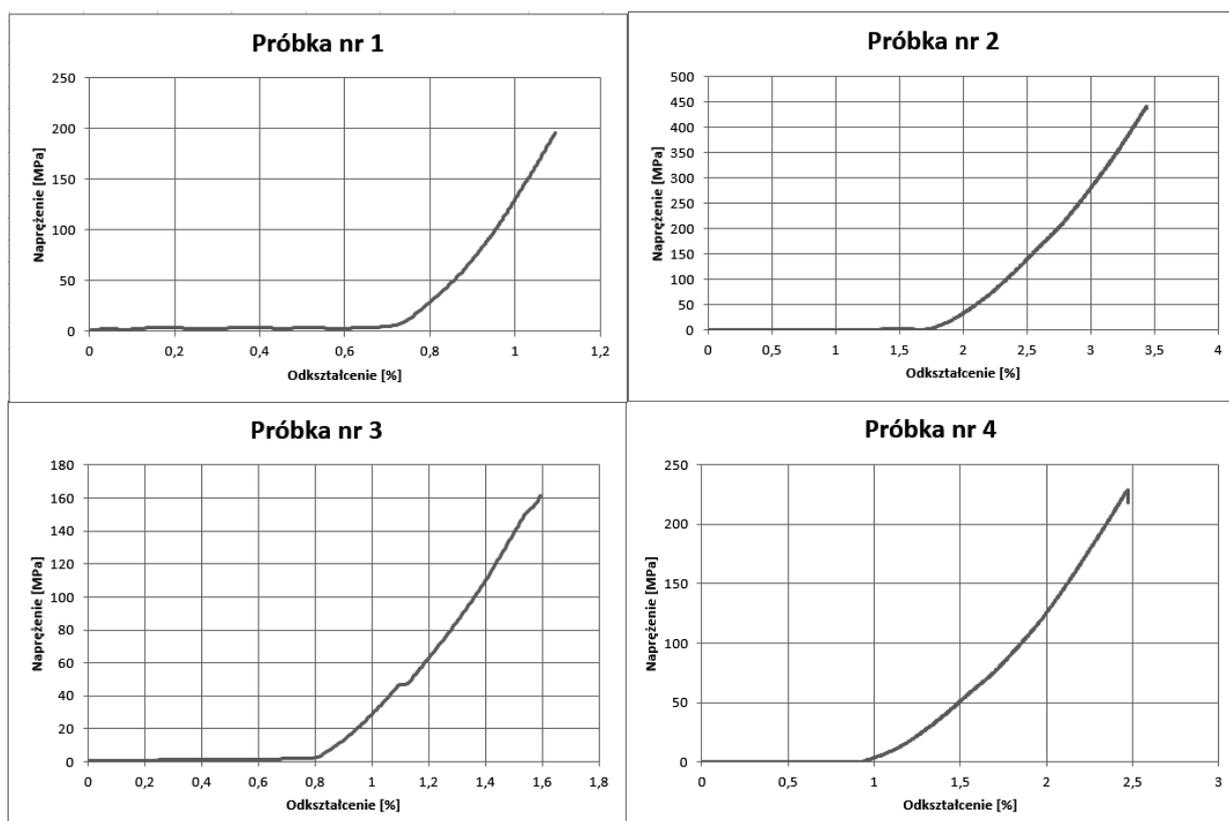 Próbka nr 1
Naprężenie [MPa]
250
200
150
100
50
0
0 0,2 0,4 0,6 0,8 1 1,2
Odkształcenie [%]
Próbka nr 2
Naprężenie [MPa]
500
450
400
350
300
250
200
150
100
50
0
0 0,5 1 1,5 2 2,5 3 3,5 4
Odkształcenie [%]
Próbka nr 3
Naprężenie [MPa]
180
160
140
120
100
80
60
40
20
0
0 0,2 0,4 0,6 0,8 1 1,2 1,4 1,6 1,8
Odkształcenie [%]
Próbka nr 4
Naprężenie [MPa]
250
200
150
100
50
0
0 0,5 1 1,5 2 2,5 3
Odkształcenie [%]